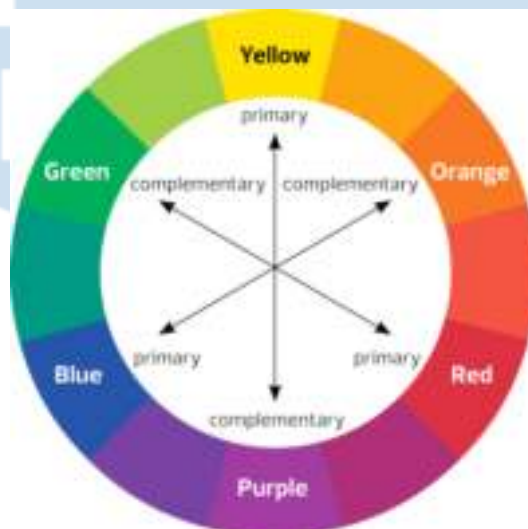 Yellow
primary
Green
complementary
complementary
Orange
primary
primary
Blue
Red
complementary
Purple